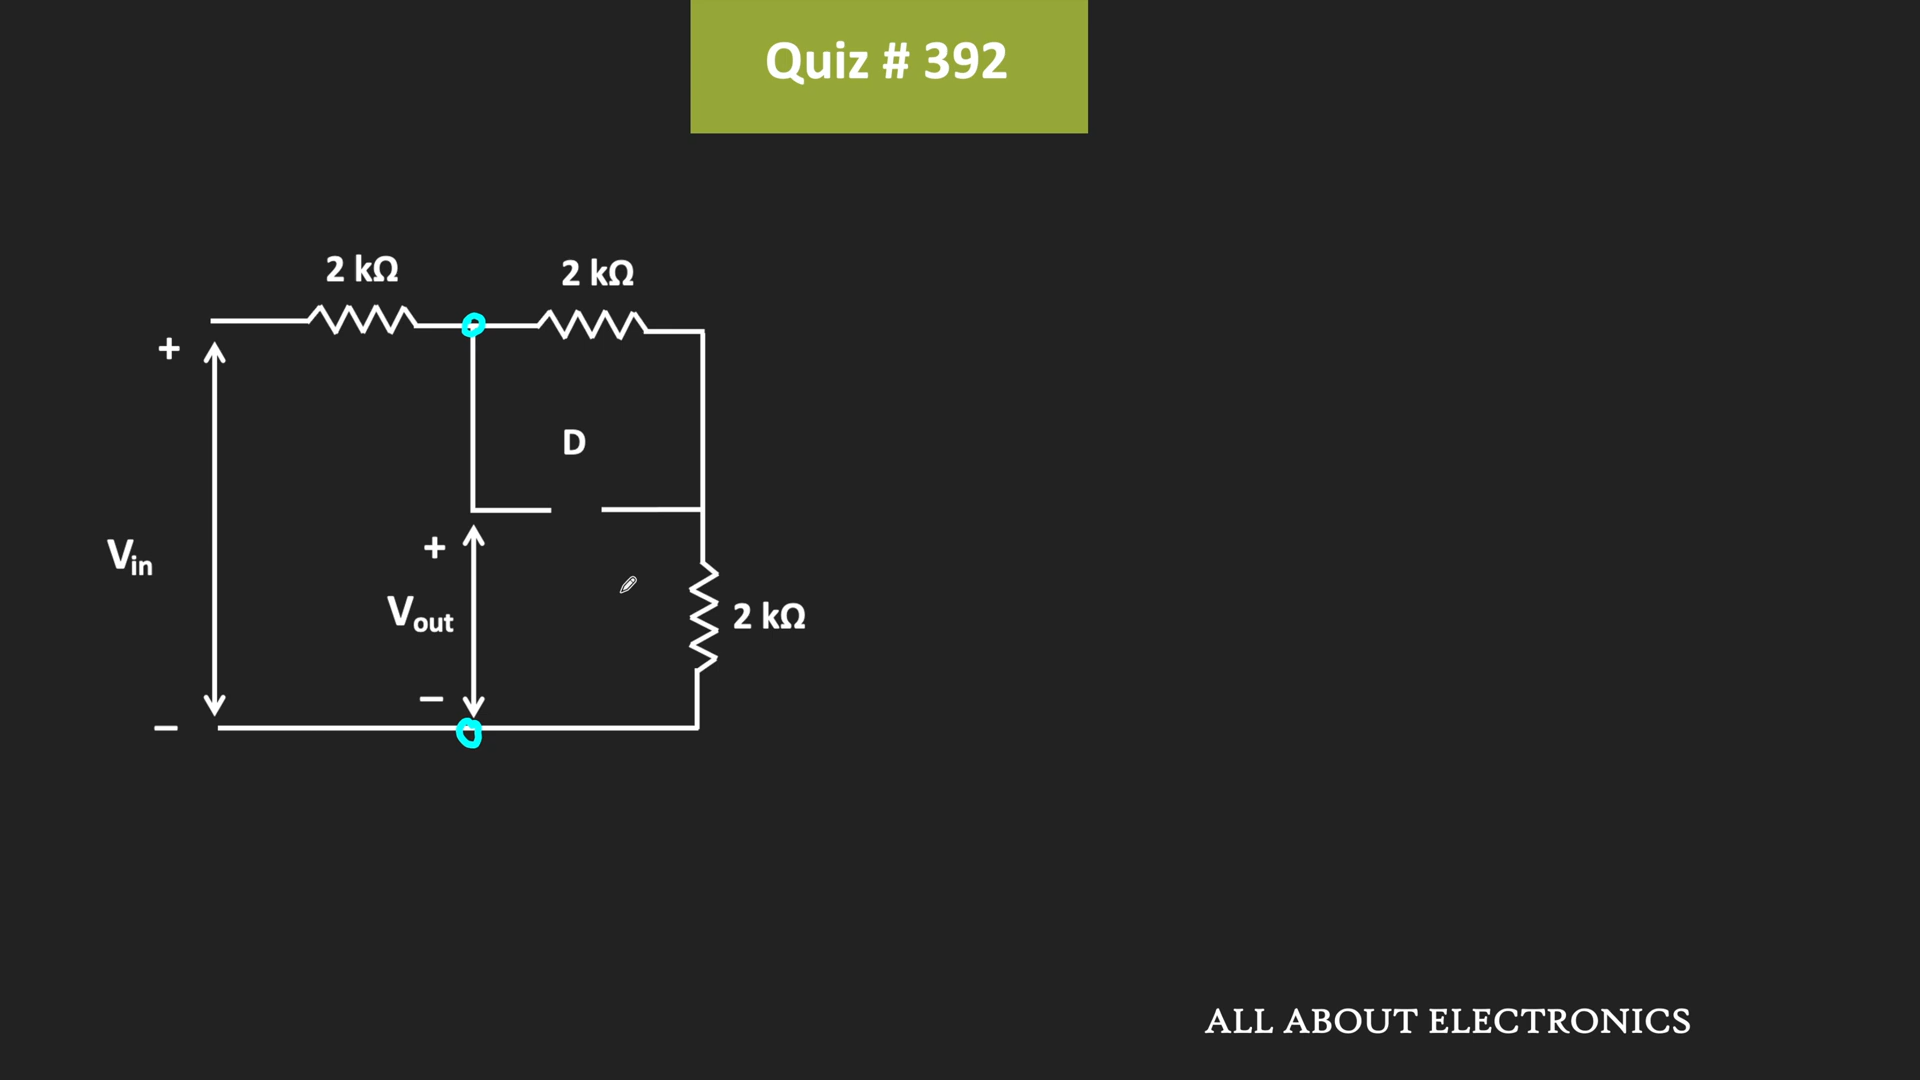 Quiz # 392
2 kΩ
2 kΩ
+
D
Vin
+
Vout
2 kΩ
−
−
ALL ABOUT ELECTRONICS